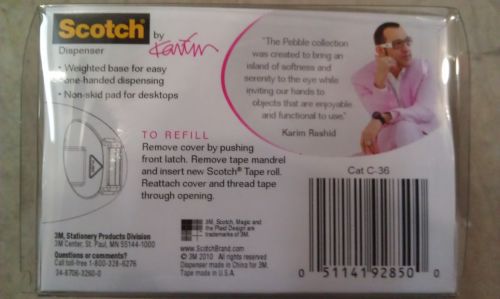 Scotch® by Karim
Dispenser
• Weighted base for easy
one-handed dispensing
• Non-skid pad for desktops
"The Pebble collection
was created to bring an
island of softness and
serenity to the eye while
inviting our hands to
objects that are enjoyable
and functional to use."
Karim Rashid
TO REFILL
Remove cover by pushing
front latch. Remove tape mandrel
and insert new Scotch® Tape roll.
Reattach cover and thread tape
through opening.
Cat C-36
3M, Stationery Products Division
3M Center, St. Paul, MN 55144-1000
Questions or comments?
Call toll-free 1-800-328-6276
34-8706-3260-0
3M, Scotch, Magic and
the Plaid Design are
trademarks of 3M.
www.ScotchBrand.com
© 3M 2010 All rights reserved
Dispenser made in China for 3M.
Tape made in U.S.A.
0 51141 92850 0